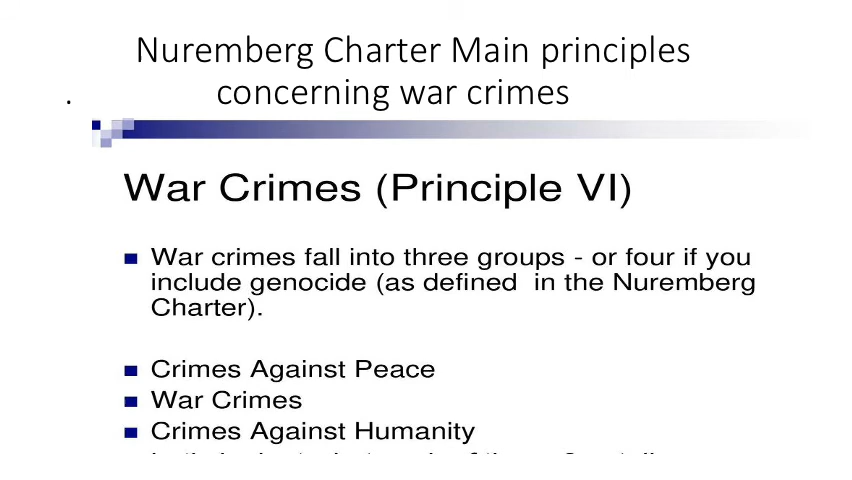 Nuremberg Charter Main principles
. concerning war crimes
War Crimes (Principle VI)
War crimes fall into three groups - or four if you
include genocide (as defined in the Nuremberg
Charter).
Crimes Against Peace
War Crimes
Crimes Against Humanity